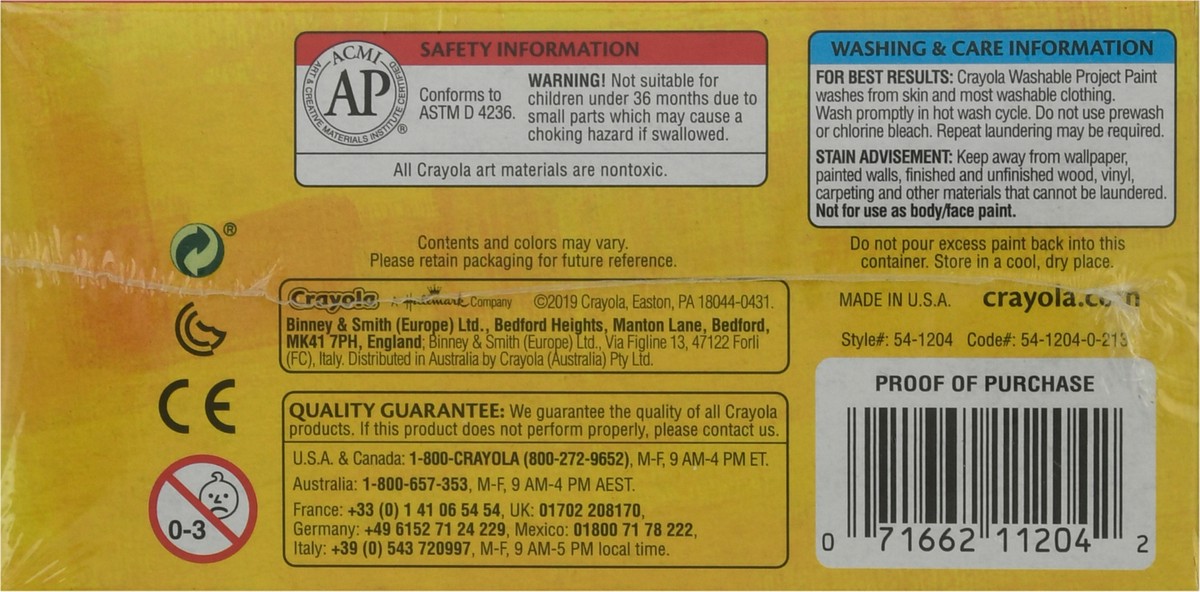 ACMI
AP
ART & CREATIVE MATERIALS INSTITUTE CERTIFIED
®
SAFETY INFORMATION
Conforms to
ASTM D 4236.
WARNING! Not suitable for
children under 36 months due to
small parts which may cause a
choking hazard if swallowed.
All Crayola art materials are nontoxic.
WASHING & CARE INFORMATION
FOR BEST RESULTS: Crayola Washable Project Paint
washes from skin and most washable clothing.
Wash promptly in hot wash cycle. Do not use prewash
or chlorine bleach. Repeat laundering may be required.
STAIN ADVISEMENT: Keep away from wallpaper,
painted walls, finished and unfinished wood, vinyl,
carpeting and other materials that cannot be laundered.
Not for use as body/face paint.
®
Contents and colors may vary.
Please retain packaging for future reference.
Do not pour excess paint back into this
container. Store in a cool, dry place.
Crayola A Hallmark Company ©2019 Crayola, Easton, PA 18044-0431.
Binney & Smith (Europe) Ltd., Bedford Heights, Manton Lane, Bedford,
MK41 7PH, England; Binney & Smith (Europe) Ltd., Via Figline 13, 47122 Forli
(FC), Italy. Distributed in Australia by Crayola (Australia) Pty Ltd.
MADE IN U.S.A. crayola.com
Style#: 54-1204 Code#: 54-1204-0-213
CE
QUALITY GUARANTEE: We guarantee the quality of all Crayola
products. If this product does not perform properly, please contact us.
U.S.A. & Canada: 1-800-CRAYOLA (800-272-9652), M-F, 9 AM-4 PM ET.
Australia: 1-800-657-353, M-F, 9 AM-4 PM AEST.
France: +33 (0) 1 41 06 54 54, UK: 01702 208170,
Germany: +49 6152 71 24 229, Mexico: 01800 71 78 222,
Italy: +39 (0) 543 720997, M-F, 9 AM-5 PM local time.
0-3
PROOF OF PURCHASE
0 71662 11204 2